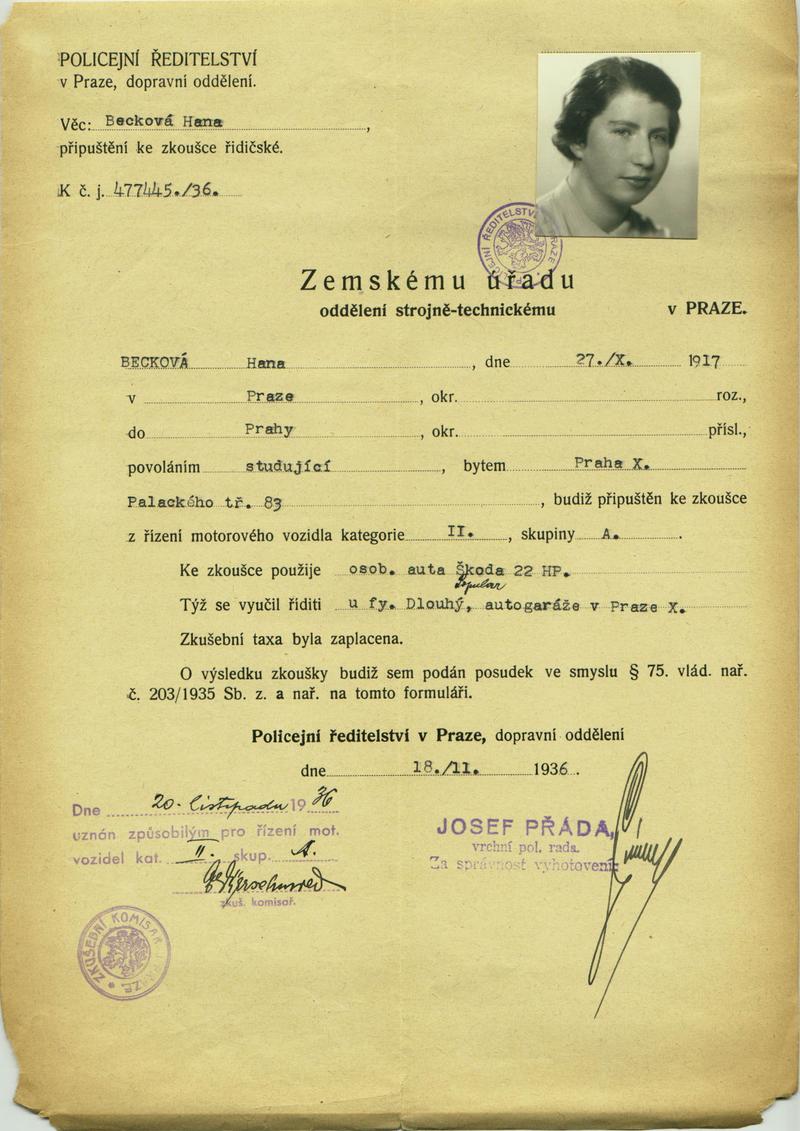 POLICEJNÍ ŘEDITELSTVÍ
v Praze, dopravní oddělení.
Věc: Becková Hana,
připuštění ke zkoušce řidičské.
K č. j. 477445./36.
Zemskému úřadu
oddělení strojně-technickému v PRAZE.
BECKOVÁ Hana, dne 27./X. 1917
v Praze, okr. roz.,
do Prahy, okr. přísl.,
povoláním studující, bytem Praha X.
Palackého tř. 83, budiž připuštěn ke zkoušce
z řízení motorového vozidla kategorie II., skupiny A.
Ke zkoušce použije osob. auta Škoda 22 HP.
Popular
Týž se vyučil říditi u fy. Dlouhý, autogaráže v Praze X.
Zkušební taxa byla zaplacena.
O výsledku zkoušky budiž sem podán posudek ve smyslu § 75. vlád. nař.
č. 203/1935 Sb. z. a nař. na tomto formuláři.
Policejní ředitelství v Praze, dopravní oddělení
dne 18./11. 1936.
Dne 20. listopadu 1936
uznán způsobilým pro řízení mot.
vozidel kat. II. skup. A.
zkuš. komisař.
ZKUŠEBNÍ KOMISAŘ PRAZE
JOSEF PŘÁDA,
vrchní pol. rada.
Za správnost vyhotovení: